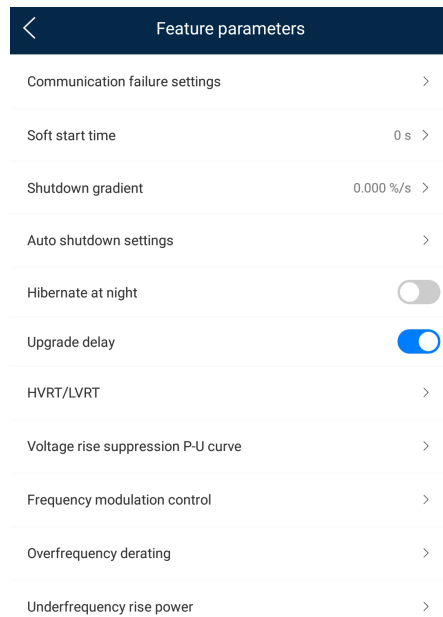 Feature parameters
Communication failure settings
Soft start time 0 s
Shutdown gradient 0.000 %/s
Auto shutdown settings
Hibernate at night
Upgrade delay
HVRT/LVRT
Voltage rise suppression P-U curve
Frequency modulation control
Overfrequency derating
Underfrequency rise power